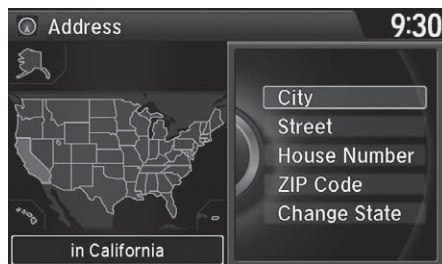 Address
9:30
City
Street
House Number
ZIP Code
Change State
in California